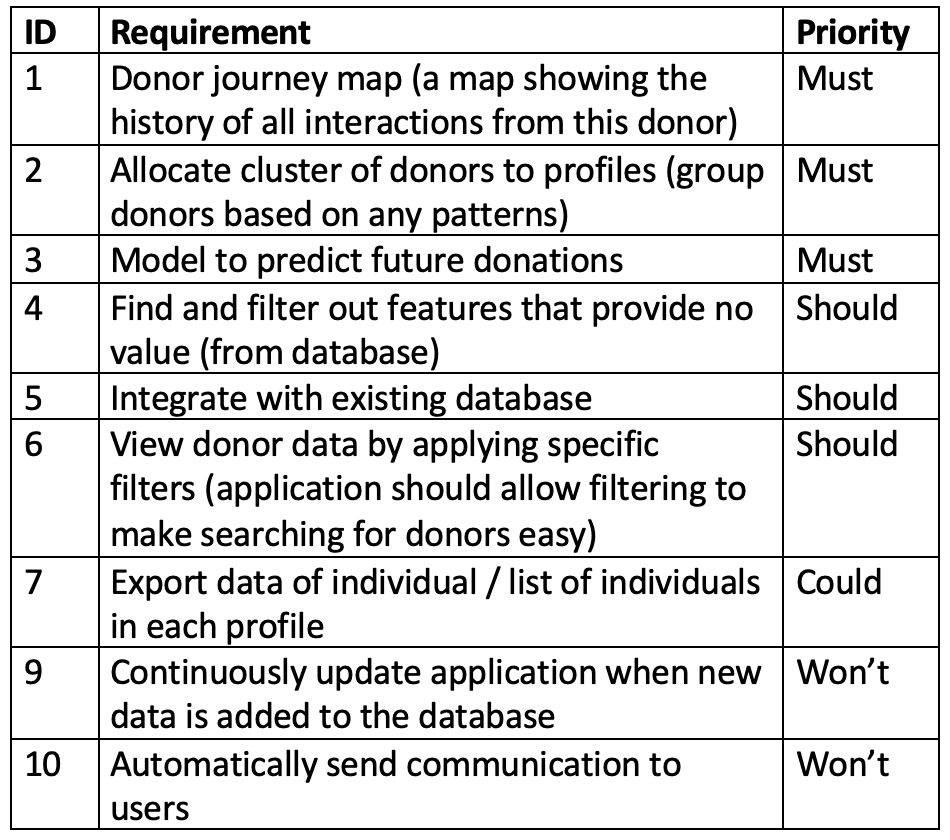 ID Requirement Priority
1 Donor journey map (a map showing the Must
history of all interactions from this donor)
2 Allocate cluster of donors to profiles (group Must
donors based on any patterns)
3 Model to predict future donations Must
4 Find and filter out features that provide no Should
value (from database)
5 Integrate with existing database Should
6 View donor data by applying specific Should
filters (application should allow filtering to
make searching for donors easy)
7 Export data of individual / list of individuals Could
in each profile
9 Continuously update application when new Won’t
data is added to the database
10 Automatically send communication to Won’t
users